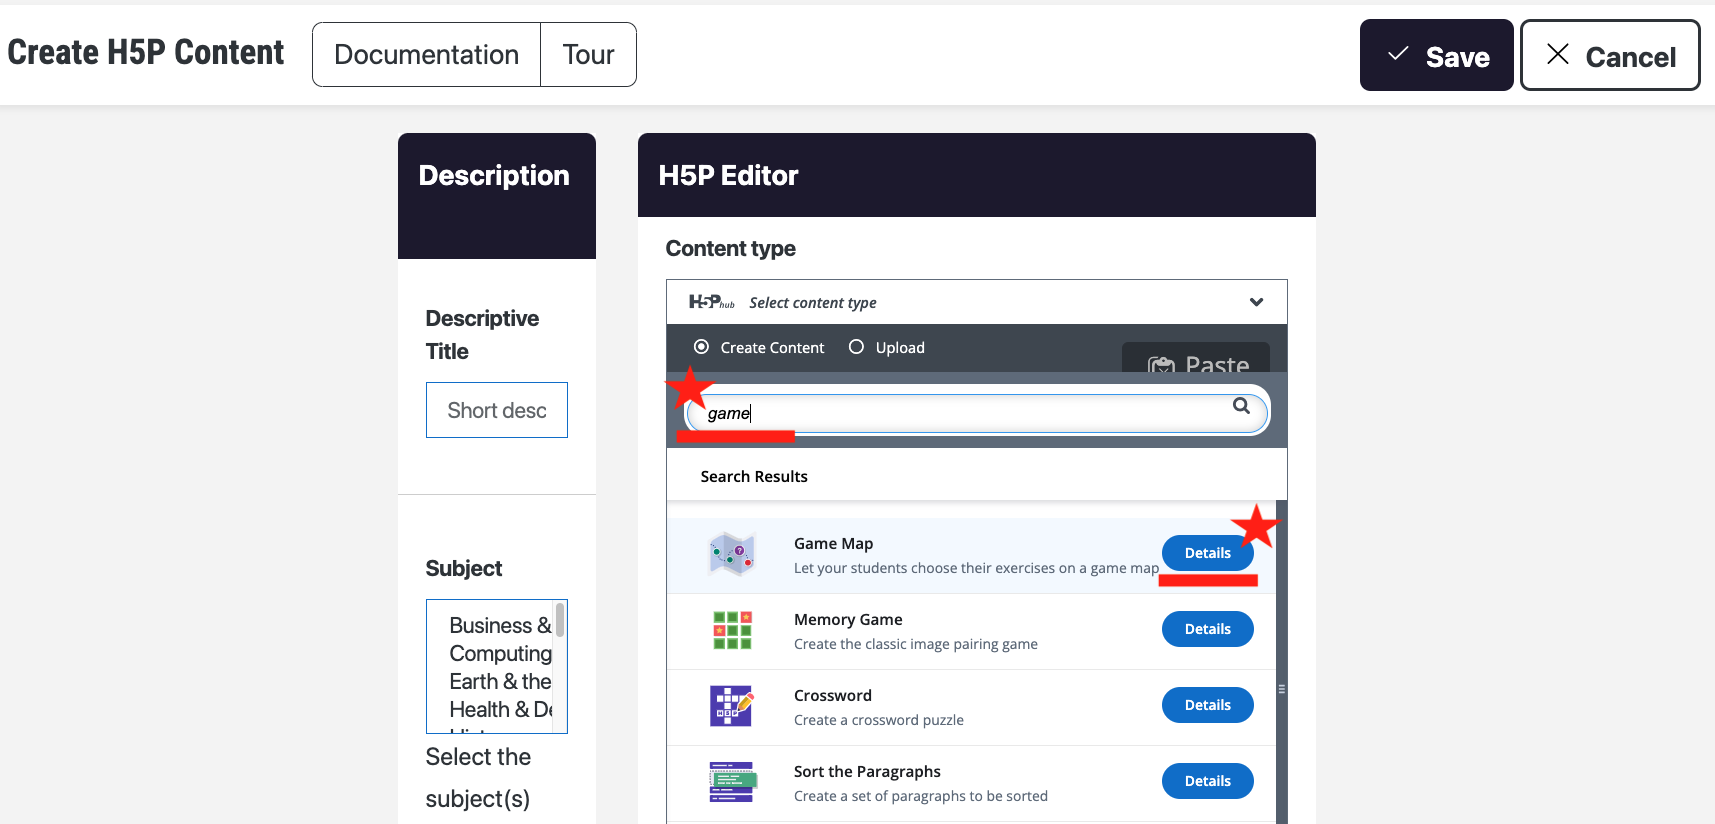 Create H5P Content
Documentation
Tour
Save
Cancel
Description
Descriptive
Title
Short desc
Subject
Business &
Computing
Earth & the
Health & De
Select the
subject(s)
H5P Editor
Content type
H5P hub Select content type
Create Content
Upload
Paste
game
Search Results
Game Map
Let your students choose their exercises on a game map
Details
Memory Game
Create the classic image pairing game
Details
Crossword
Create a crossword puzzle
Details
Sort the Paragraphs
Create a set of paragraphs to be sorted
Details